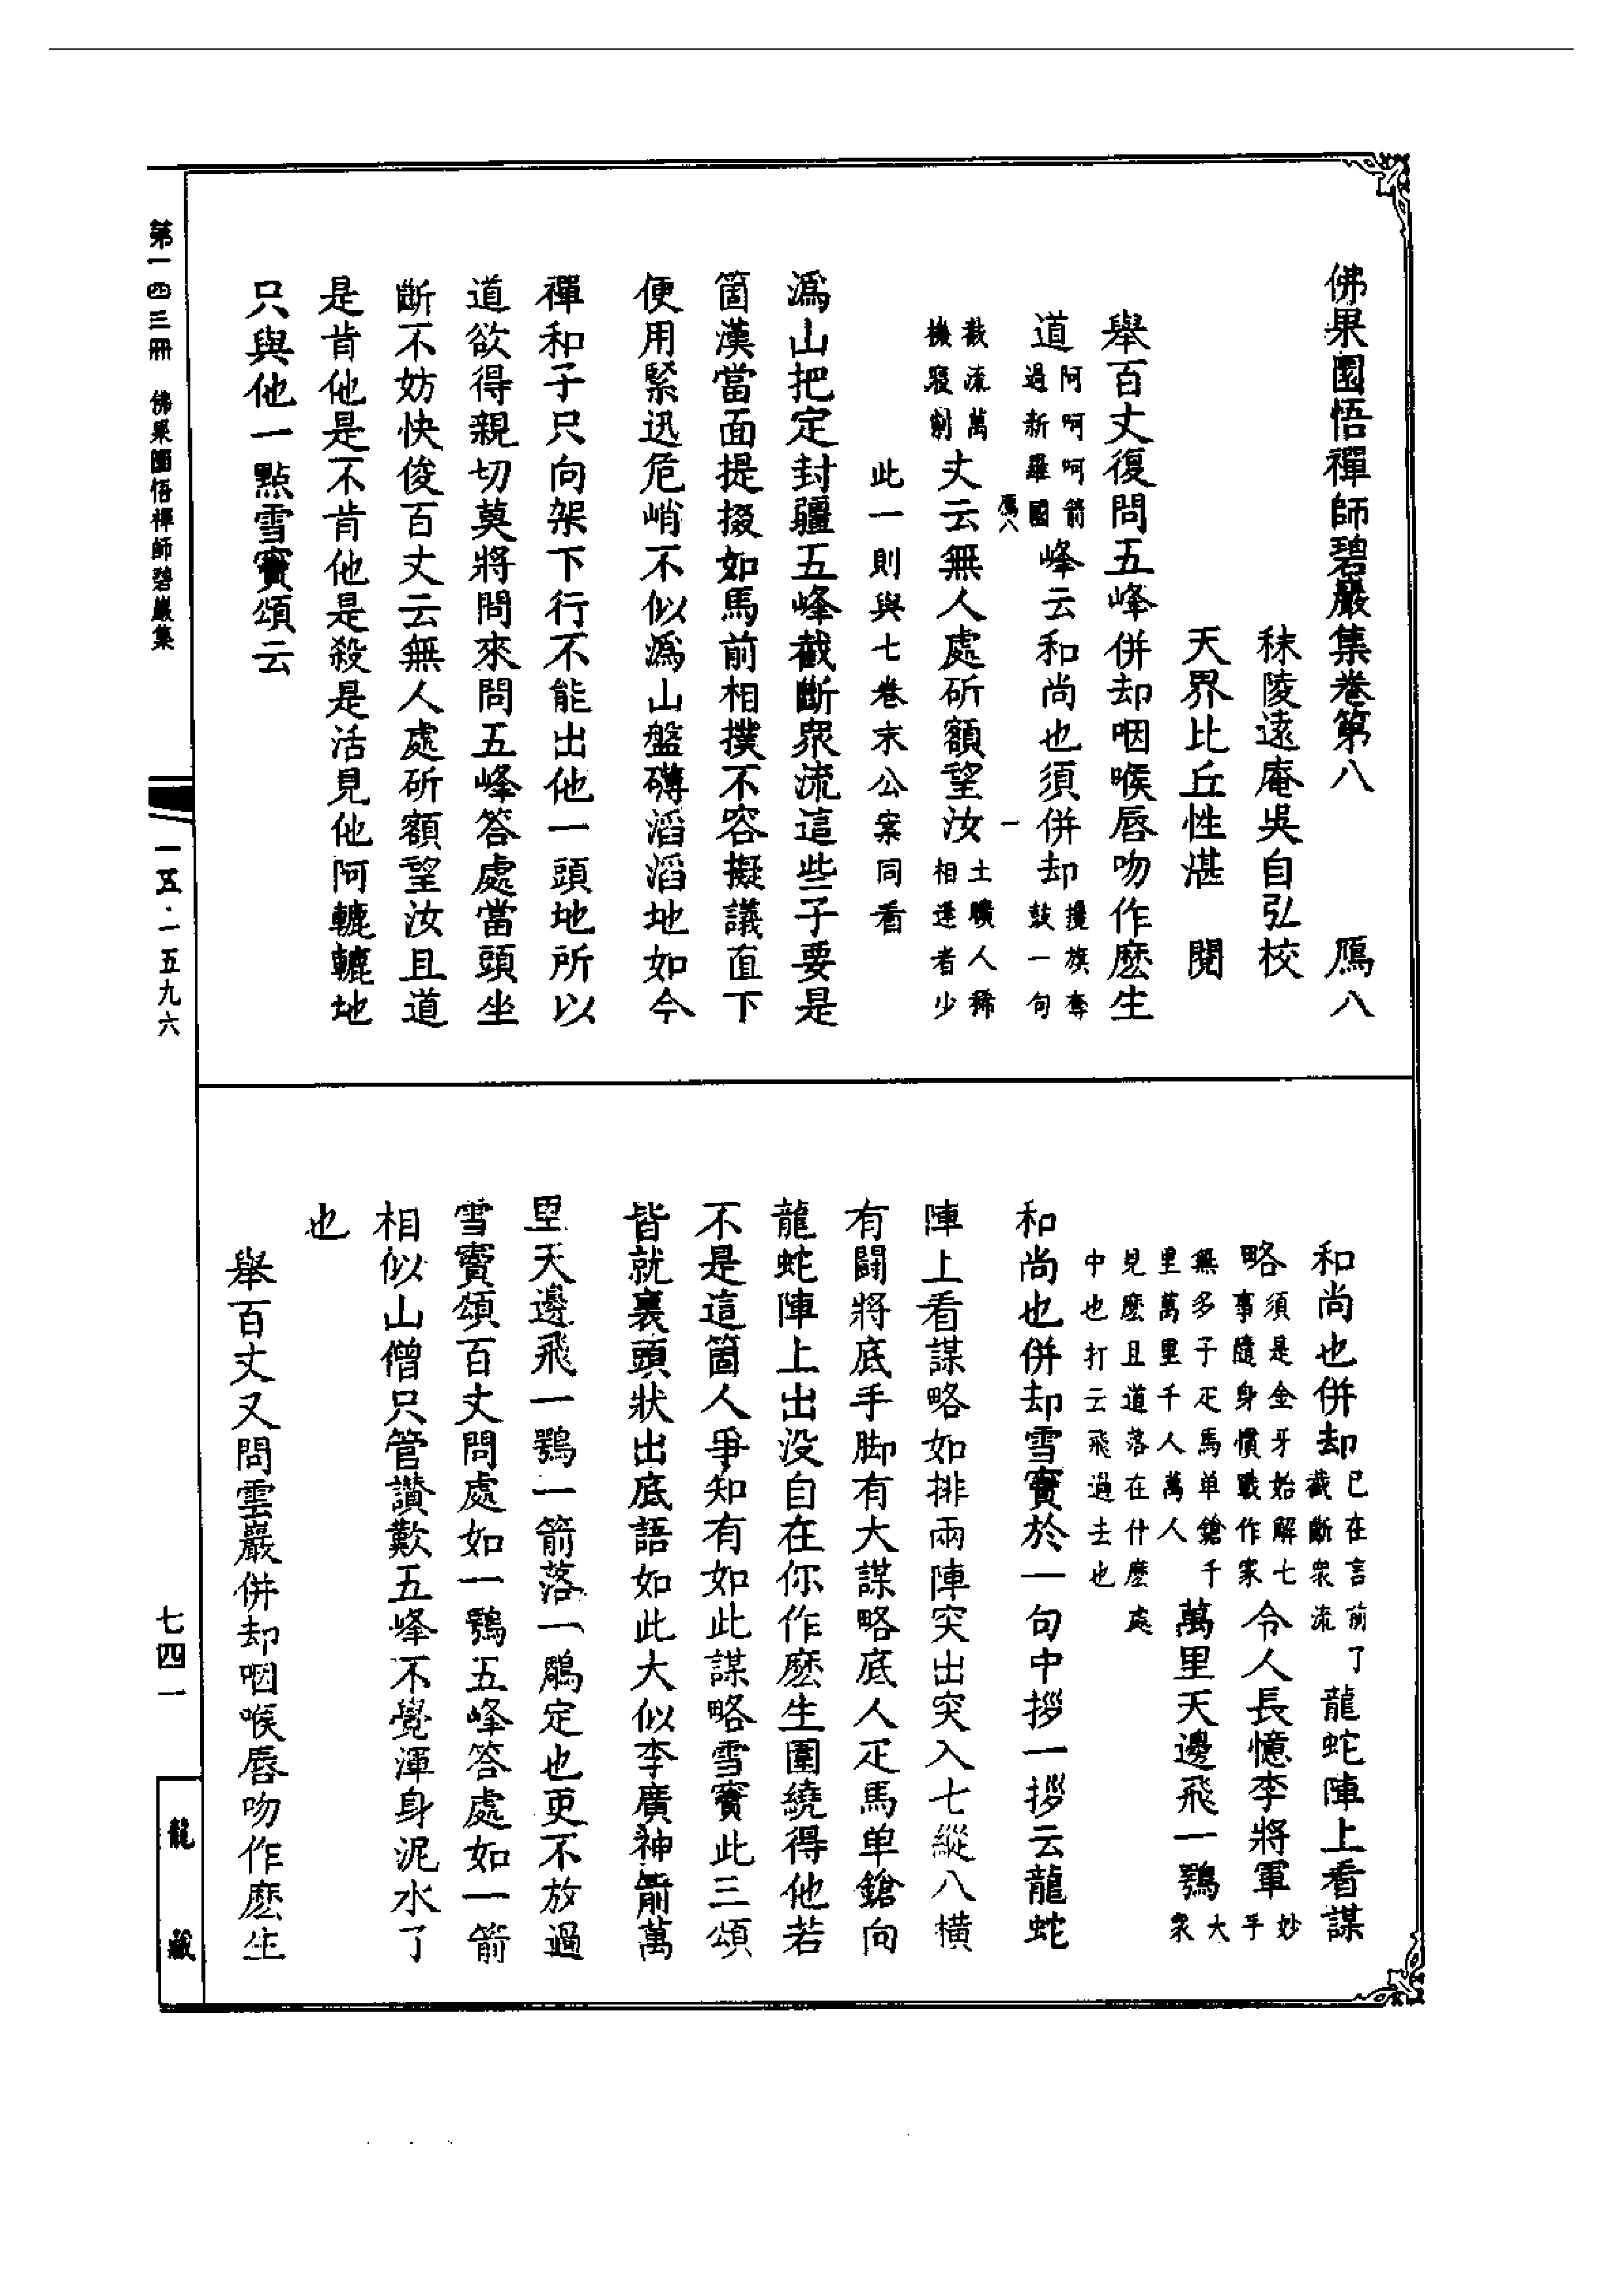 佛果圜悟禪師碧巖集卷第八 鴈八
秣陵遠庵吳自弘校
天界比丘性湛 閱
舉百丈復問五峰併却咽喉唇吻作麽生
道阿呵呵箭過新羅國峰云和尚也須併却攙旗奪鼓一句
鴈八 一
截流萬機寢削丈云無人處斫額望汝土曠人稀相逢者少
此一則與七卷末公案同看
潙山把定封疆五峰截斷眾流這些子要是
箇漢當面提掇如馬前相撲不容擬議直下
便用緊迅危峭不似潙山盤礡滔滔地如今
禪和子只向架下行不能出他一頭地所以
道欲得親切莫將問來問五峰答處當頭坐
斷不妨快俊百丈云無人處斫額望汝且道
是肯他是不肯他是殺是活見他阿轆轆地
只與他一點雪竇頌云
和尚也併却已在言前了截斷眾流龍蛇陣上看謀
略須是金牙始解七事隨身慣戰作家令人長憶李將軍妙手
無多子疋馬单鎗千里萬里千人萬人萬里天邊飛一鶚大眾
見麽且道落在什麽處
中也打云飛過去也
和尚也併却雪竇於一句中拶一拶云龍蛇
陣上看謀略如排兩陣突出突入七縱八橫
有鬪將底手脚有大謀略底人疋馬单鎗向
龍蛇陣上出没自在你作麽生圍繞得他若
不是這箇人爭知有如此謀略雪竇此三頌
皆就裏頭狀出底語如此大似李廣神箭萬
里天邊飛一鶚一箭落一鵰定也更不放過
雪竇頌百丈問處如一鶚五峰答處如一箭
相似山僧只管讚歎五峰不覺渾身泥水了
也
舉百丈又問雲巖併却咽喉唇吻作麽生
第一四三冊 佛果圜悟禪師碧巖集
一五·一五九六
七四一
龍藏